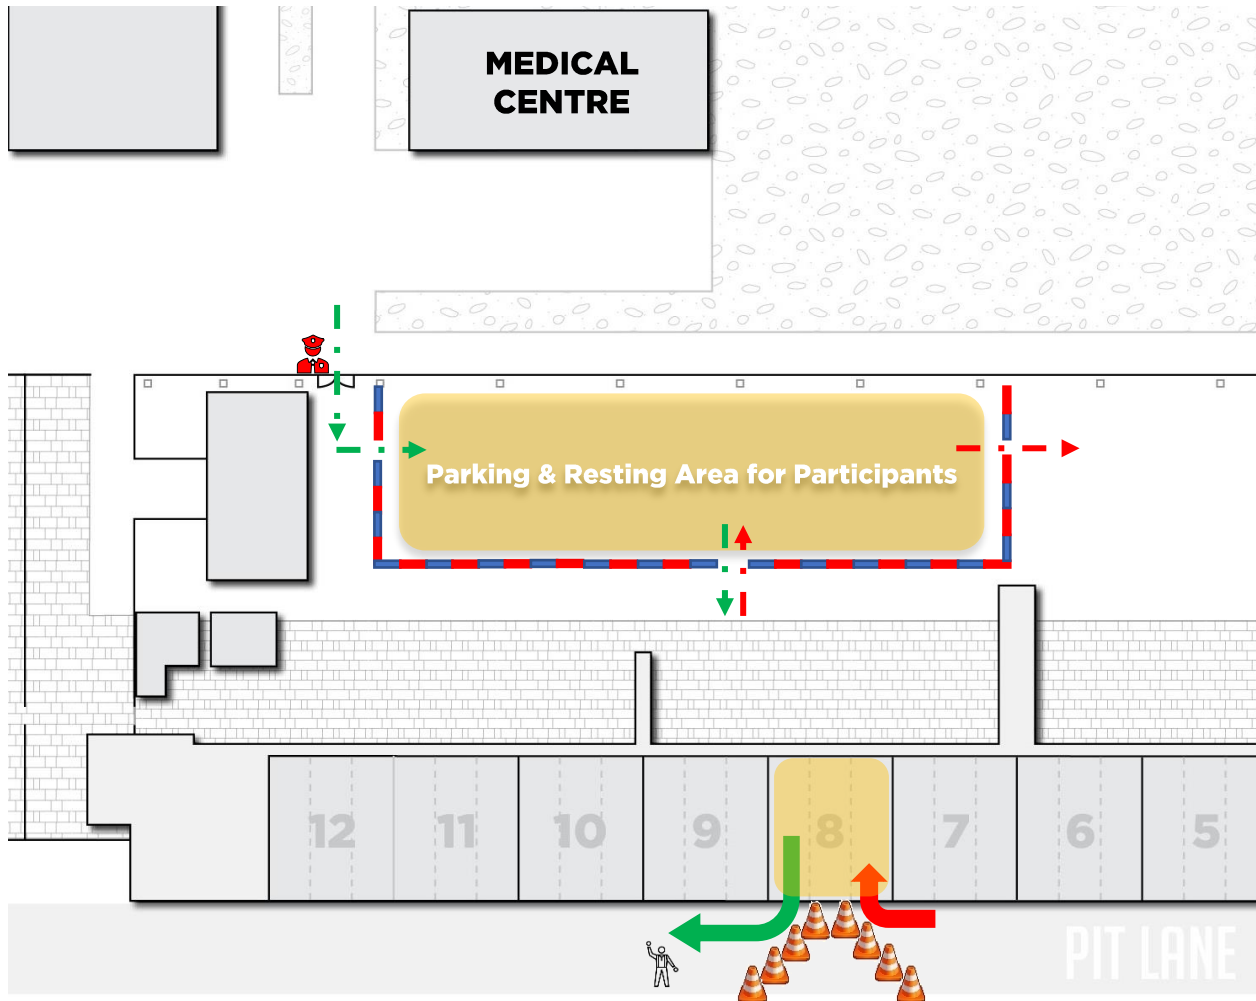 MEDICAL
CENTRE
Parking & Resting Area for Participants
12 11 10 9 8 7 6 5
PIT LANE